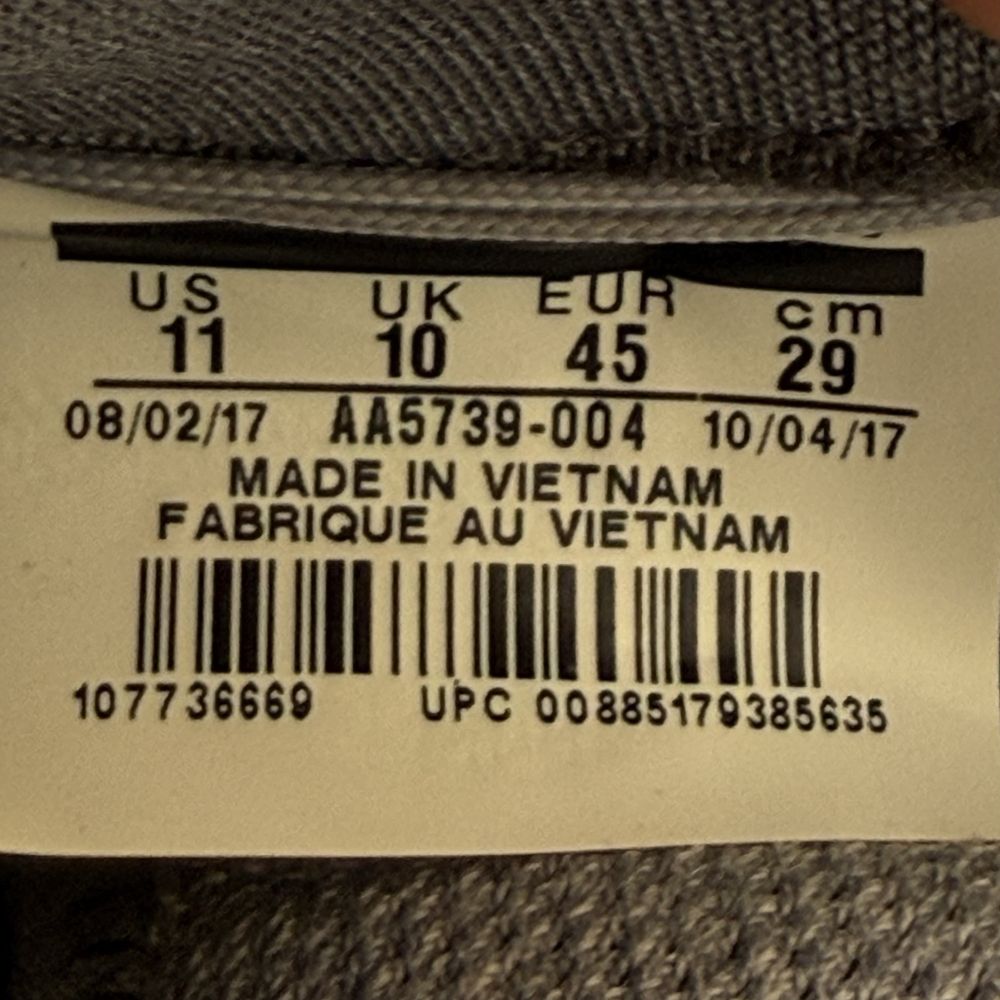 US UK EUR cm
11 10 45 29
08/02/17 AA5739-004 10/04/17
MADE IN VIETNAM
FABRIQUE AU VIETNAM
107736669 UPC 00885179385635